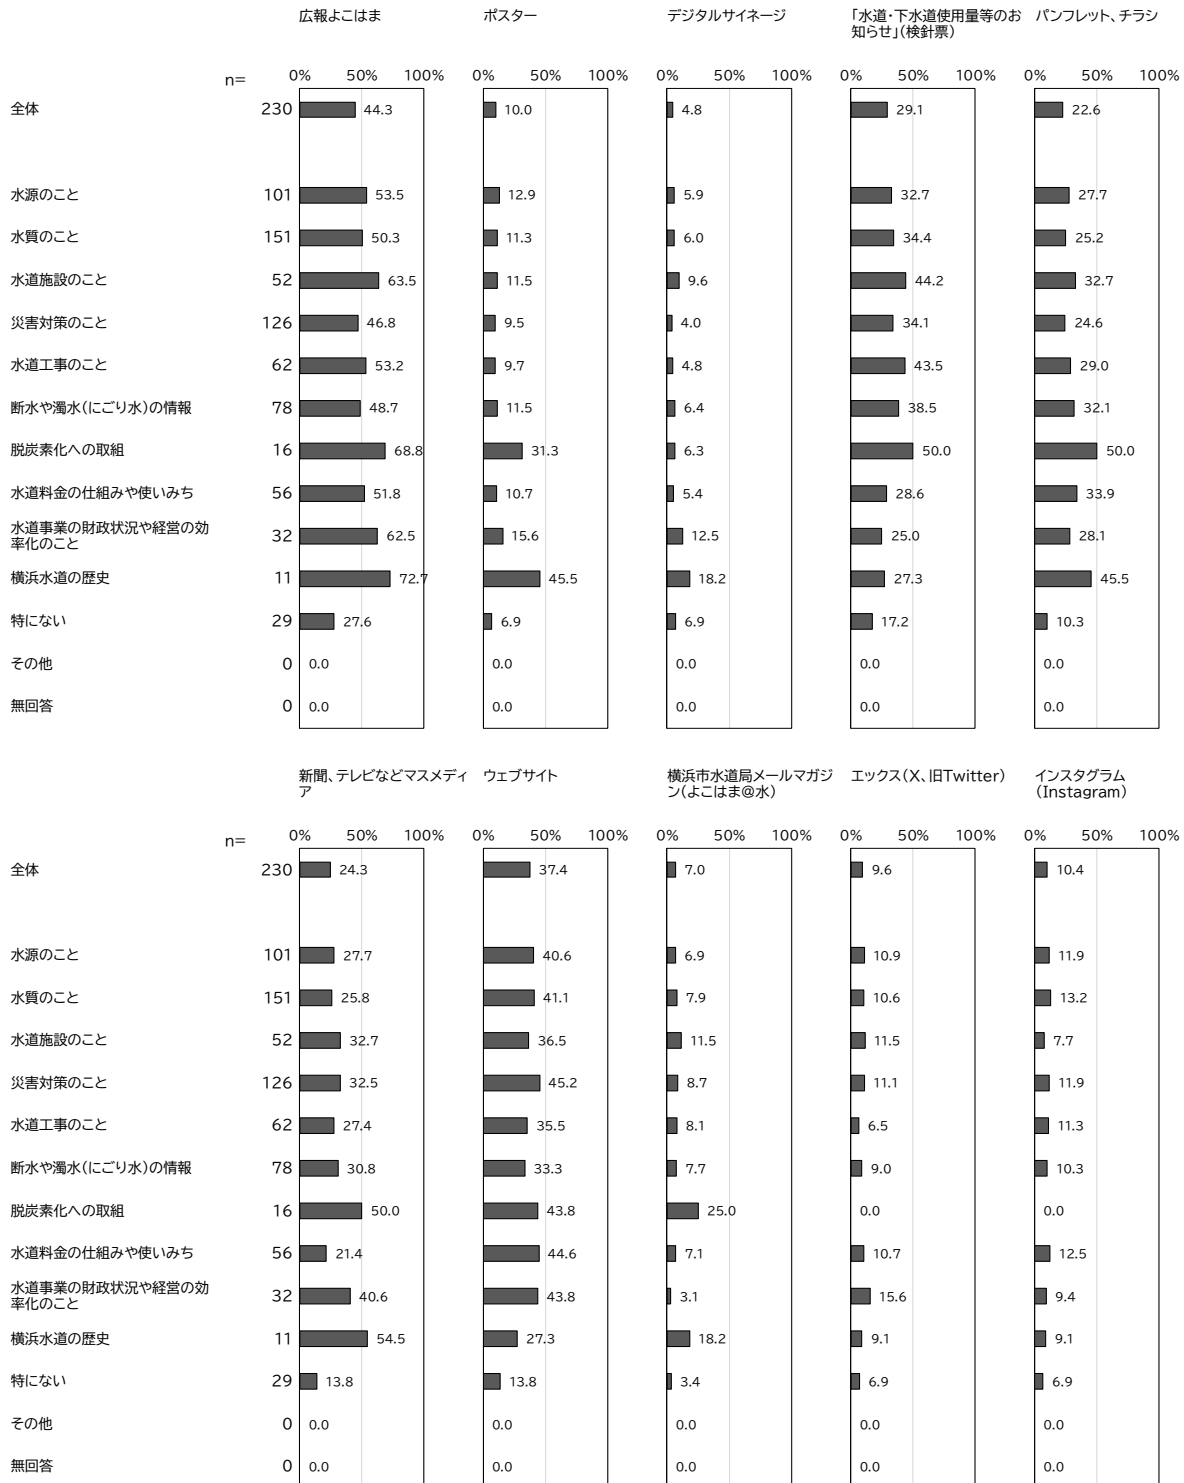 広報よこはま ポスター デジタルサイネージ 「水道・下水道使用量等のお パンフレット、チラシ
知らせ」（検針票）
n= 0% 50% 100% 0% 50% 100% 0% 50% 100% 0% 50% 100% 0% 50% 100%
全体 230 44.3 10.0 4.8 29.1 22.6
水源のこと 101 53.5 12.9 5.9 32.7 27.7
水質のこと 151 50.3 11.3 6.0 34.4 25.2
水道施設のこと 52 63.5 11.5 9.6 44.2 32.7
災害対策のこと 126 46.8 9.5 4.0 34.1 24.6
水道工事のこと 62 53.2 9.7 4.8 43.5 29.0
断水や濁水（にごり水）の情報 78 48.7 11.5 6.4 38.5 32.1
脱炭素化への取組 16 68.8 31.3 6.3 50.0 50.0
水道料金の仕組みや使いみち 56 51.8 10.7 5.4 28.6 33.9
水道事業の財政状況や経営の効
率化のこと 32 62.5 15.6 12.5 25.0 28.1
横浜水道の歴史 11 72.7 45.5 18.2 27.3 45.5
特にない 29 27.6 6.9 6.9 17.2 10.3
その他 0 0.0 0.0 0.0 0.0 0.0
無回答 0 0.0 0.0 0.0 0.0 0.0
新聞、テレビなどマスメディ ウェブサイト 横浜市水道局メールマガジ エックス（X、旧Twitter） インスタグラム
ア ン（よこはま＠水） （Instagram）
n= 0% 50% 100% 0% 50% 100% 0% 50% 100% 0% 50% 100% 0% 50% 100%
全体 230 24.3 37.4 7.0 9.6 10.4
水源のこと 101 27.7 40.6 6.9 10.9 11.9
水質のこと 151 25.8 41.1 7.9 10.6 13.2
水道施設のこと 52 32.7 36.5 11.5 11.5 7.7
災害対策のこと 126 32.5 45.2 8.7 11.1 11.9
水道工事のこと 62 27.4 35.5 8.1 6.5 11.3
断水や濁水（にごり水）の情報 78 30.8 33.3 7.7 9.0 10.3
脱炭素化への取組 16 50.0 43.8 25.0 0.0 0.0
水道料金の仕組みや使いみち 56 21.4 44.6 7.1 10.7 12.5
水道事業の財政状況や経営の効
率化のこと 32 40.6 43.8 3.1 15.6 9.4
横浜水道の歴史 11 54.5 27.3 18.2 9.1 9.1
特にない 29 13.8 13.8 3.4 6.9 6.9
その他 0 0.0 0.0 0.0 0.0 0.0
無回答 0 0.0 0.0 0.0 0.0 0.0